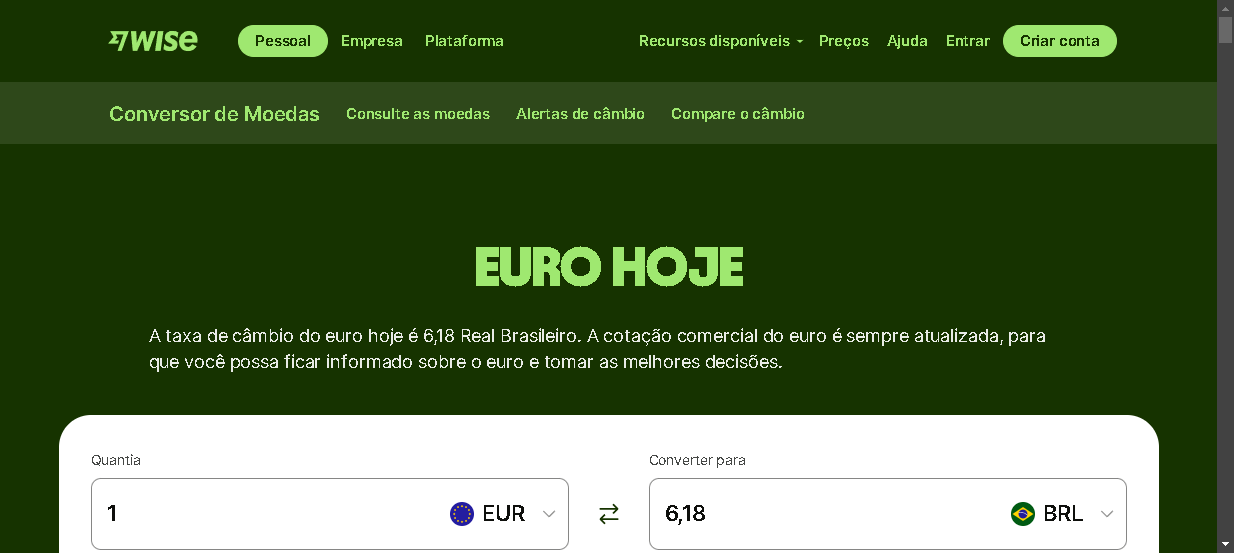 WISE
Pessoal
Empresa
Plataforma
Recursos disponíveis
Preços
Ajuda
Entrar
Criar conta
Conversor de Moedas
Consulte as moedas
Alertas de câmbio
Compare o câmbio
EURO HOJE
A taxa de câmbio do euro hoje é 6,18 Real Brasileiro. A cotação comercial do euro é sempre atualizada, para
que você possa ficar informado sobre o euro e tomar as melhores decisões.
Quantia
1
EUR
Converter para
6,18
BRL